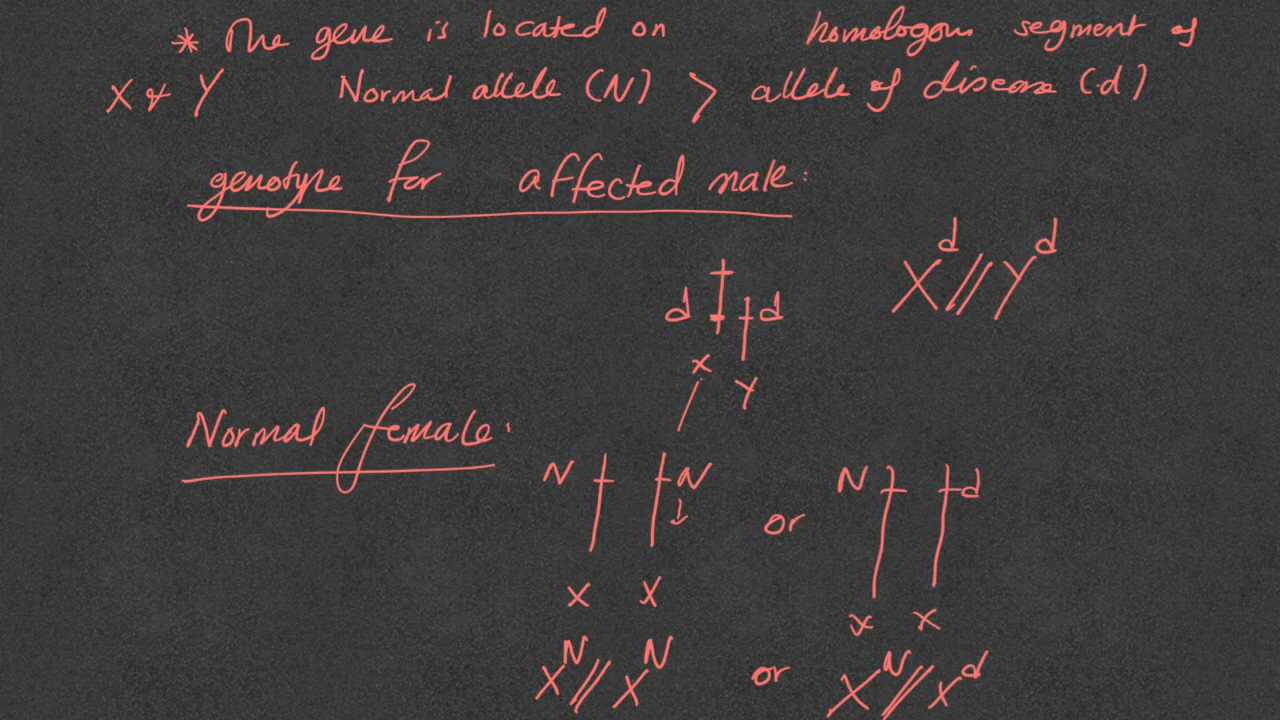 * The gene is located on homologous segment of
X & Y Normal allele (N) > allele of disease (d)
genotype for affected male:
X^d // Y^d
d d
X
Y
Normal female:
N N or N d
X X X X
X^N // X^N or X^N // X^d